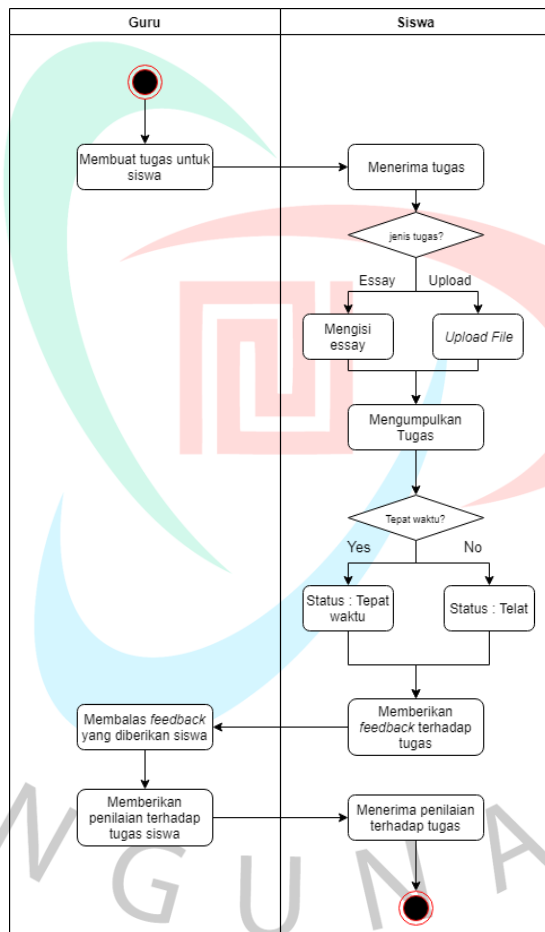 Guru
Siswa
Membuat tugas untuk
siswa
Menerima tugas
jenis tugas?
Essay
Upload
Mengisi
essay
Upload File
Mengumpulkan
Tugas
Tepat waktu?
Yes
No
Status : Tepat
waktu
Status : Telat
Memberikan
feedback terhadap
tugas
Membalas feedback
yang diberikan siswa
Memberikan
penilaian terhadap
tugas siswa
Menerima penilaian
terhadap tugas
NGUNA